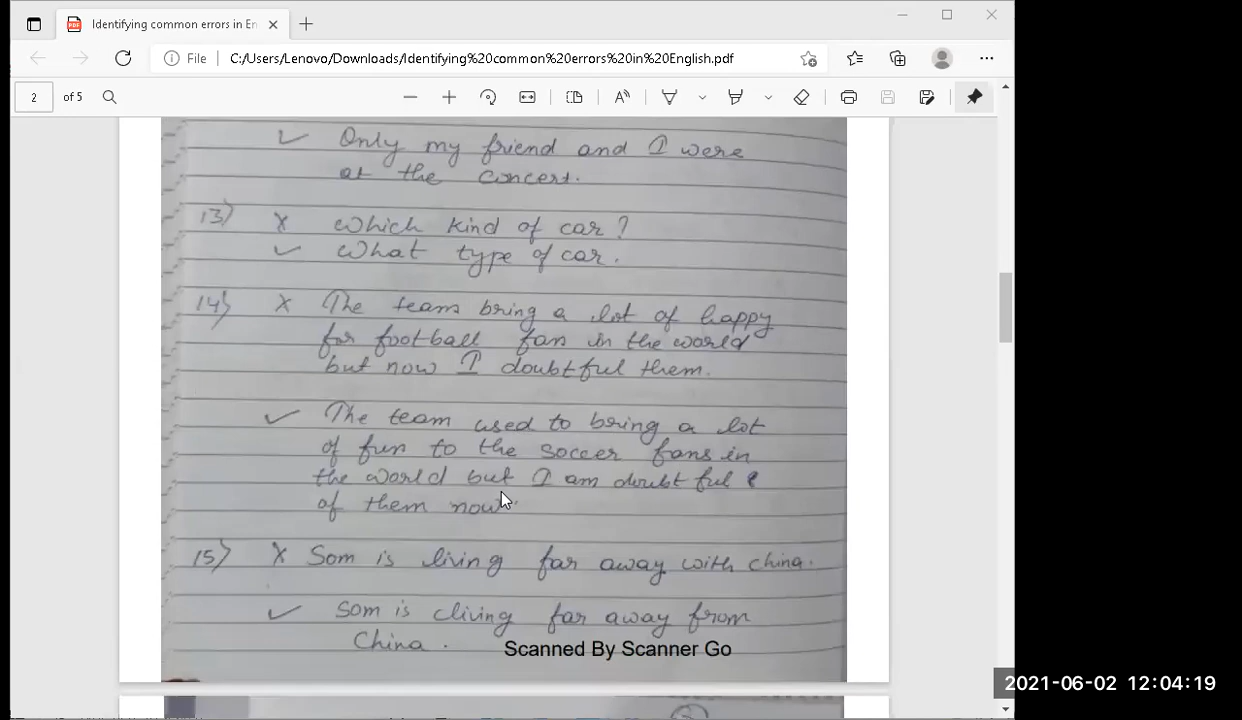 Identifying common errors in En
File
C:/Users/Lenovo/Downloads/Identifying%20common%20errors%20in%20English.pdf
2 of 5
Only my friend and I were
at the concert.
13) X Which kind of car?
✓ What type of car.
14) X The team bring a lot of happy
for football fan in the world
but now I doubtful them.
✓ The team used to bring a lot
of fun to the soccer fans in
the world but I am doubtful
of them now.
15) X Som is living far away with China.
✓ Som is living far away from
China.
Scanned By Scanner Go
2021-06-02 12:04:19